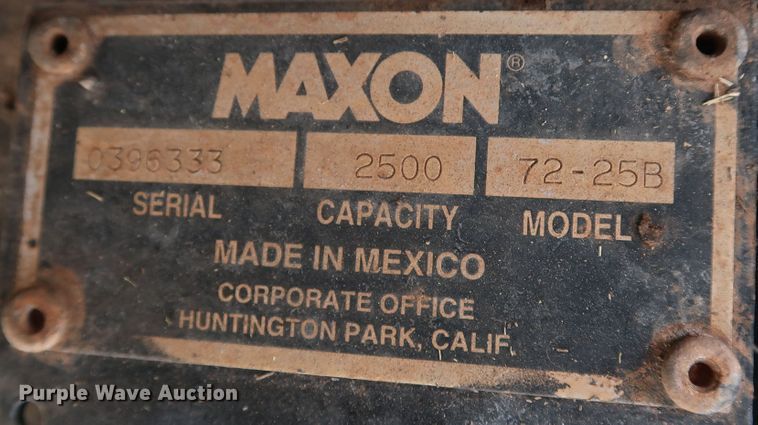 MAXON®
0396333 2500 72-25B
SERIAL CAPACITY MODEL
MADE IN MEXICO
CORPORATE OFFICE
HUNTINGTON PARK, CALIF.
Purple Wave Auction